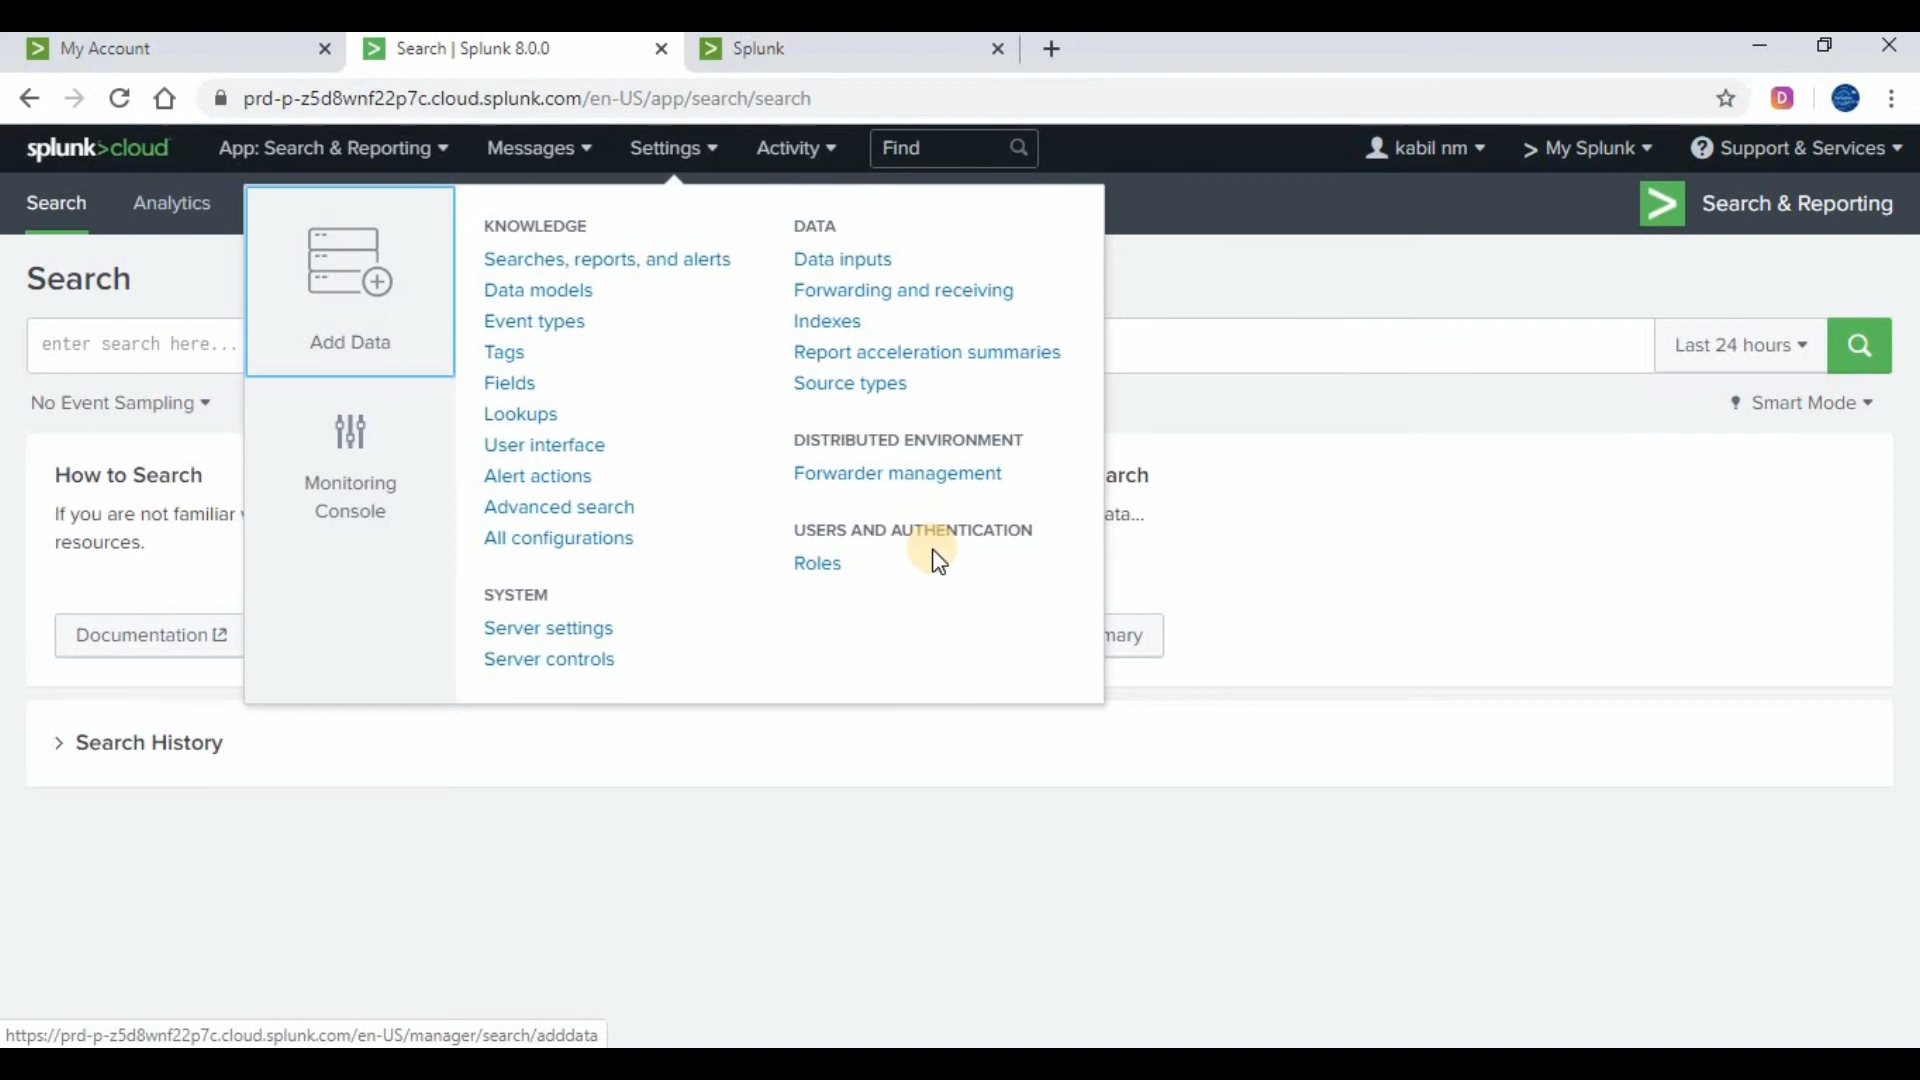 My Account
Search | Splunk 8.0.0
Splunk
prd-p-z5d8wnf22p7c.cloud.splunk.com/en-US/app/search/search
D
splunk>cloud
App: Search & Reporting
Messages
Settings
Activity
Find
kabil nm
> My Splunk
Support & Services
Search
Analytics
Search & Reporting
Search
enter search here...
Last 24 hours
No Event Sampling
Smart Mode
How to Search
If you are not familiar
resources.
Documentation
Add Data
Monitoring
Console
KNOWLEDGE
Searches, reports, and alerts
Data models
Event types
Tags
Fields
Lookups
User interface
Alert actions
Advanced search
All configurations
SYSTEM
Server settings
Server controls
DATA
Data inputs
Forwarding and receiving
Indexes
Report acceleration summaries
Source types
DISTRIBUTED ENVIRONMENT
Forwarder management
USERS AND AUTHENTICATION
Roles
arch
ata...
mary
> Search History
https://prd-p-z5d8wnf22p7c.cloud.splunk.com/en-US/manager/search/adddata